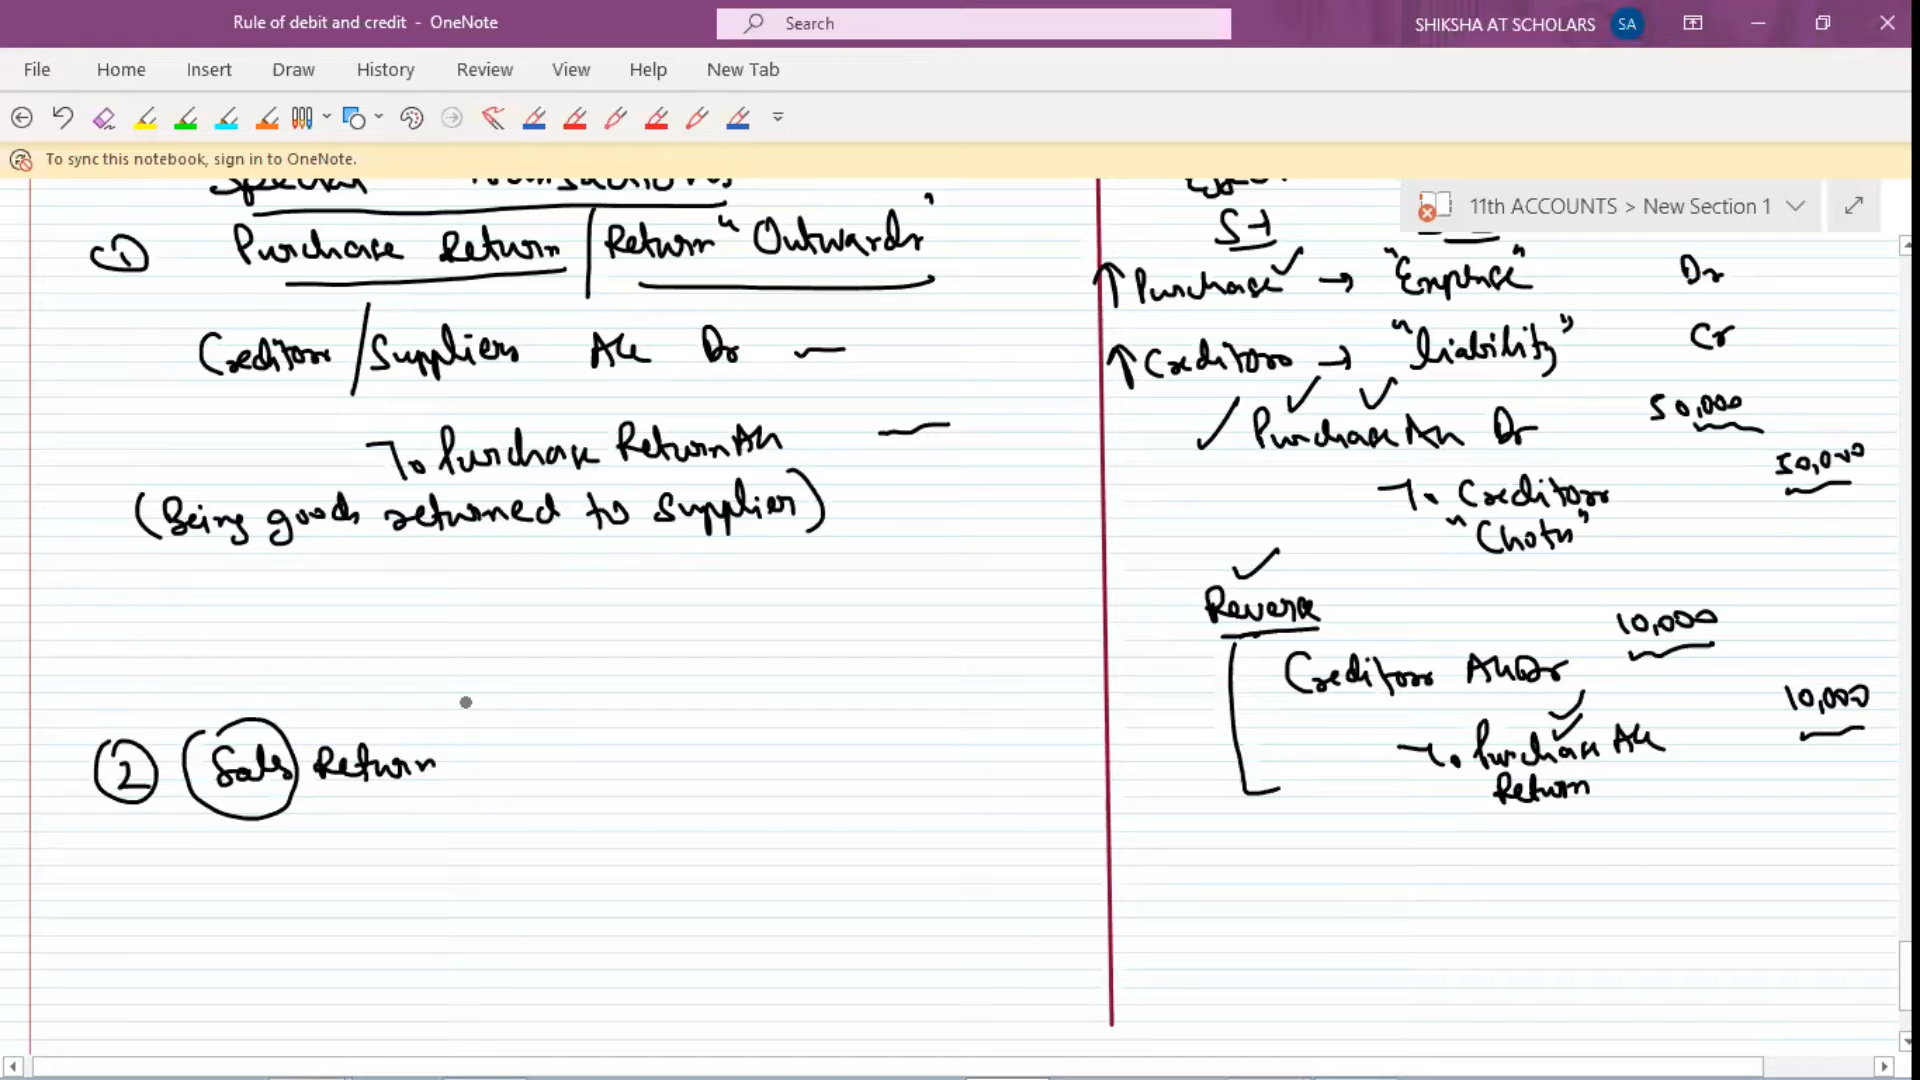 Rule of debit and credit - OneNote
Search
SHIKSHA AT SCHOLARS SA
File Home Insert Draw History Review View Help New Tab
To sync this notebook, sign in to OneNote.
11th ACCOUNTS > New Section 1
Special Transactions
① Purchase Return / Return "Outwards"
Creditors / Suppliers A/c Dr —
To Purchase Return A/c —
(Being goods returned to Supplier)
② Sales Return
S-1
↑ Purchase ✓ → "Expense" Dr
↑ Creditors → "liability" Cr
✓ Purchase A/c Dr 50,000
To Creditors 50,000
Reverse
Creditors A/c Dr 10,000
To Purchase A/c 10,000
Return